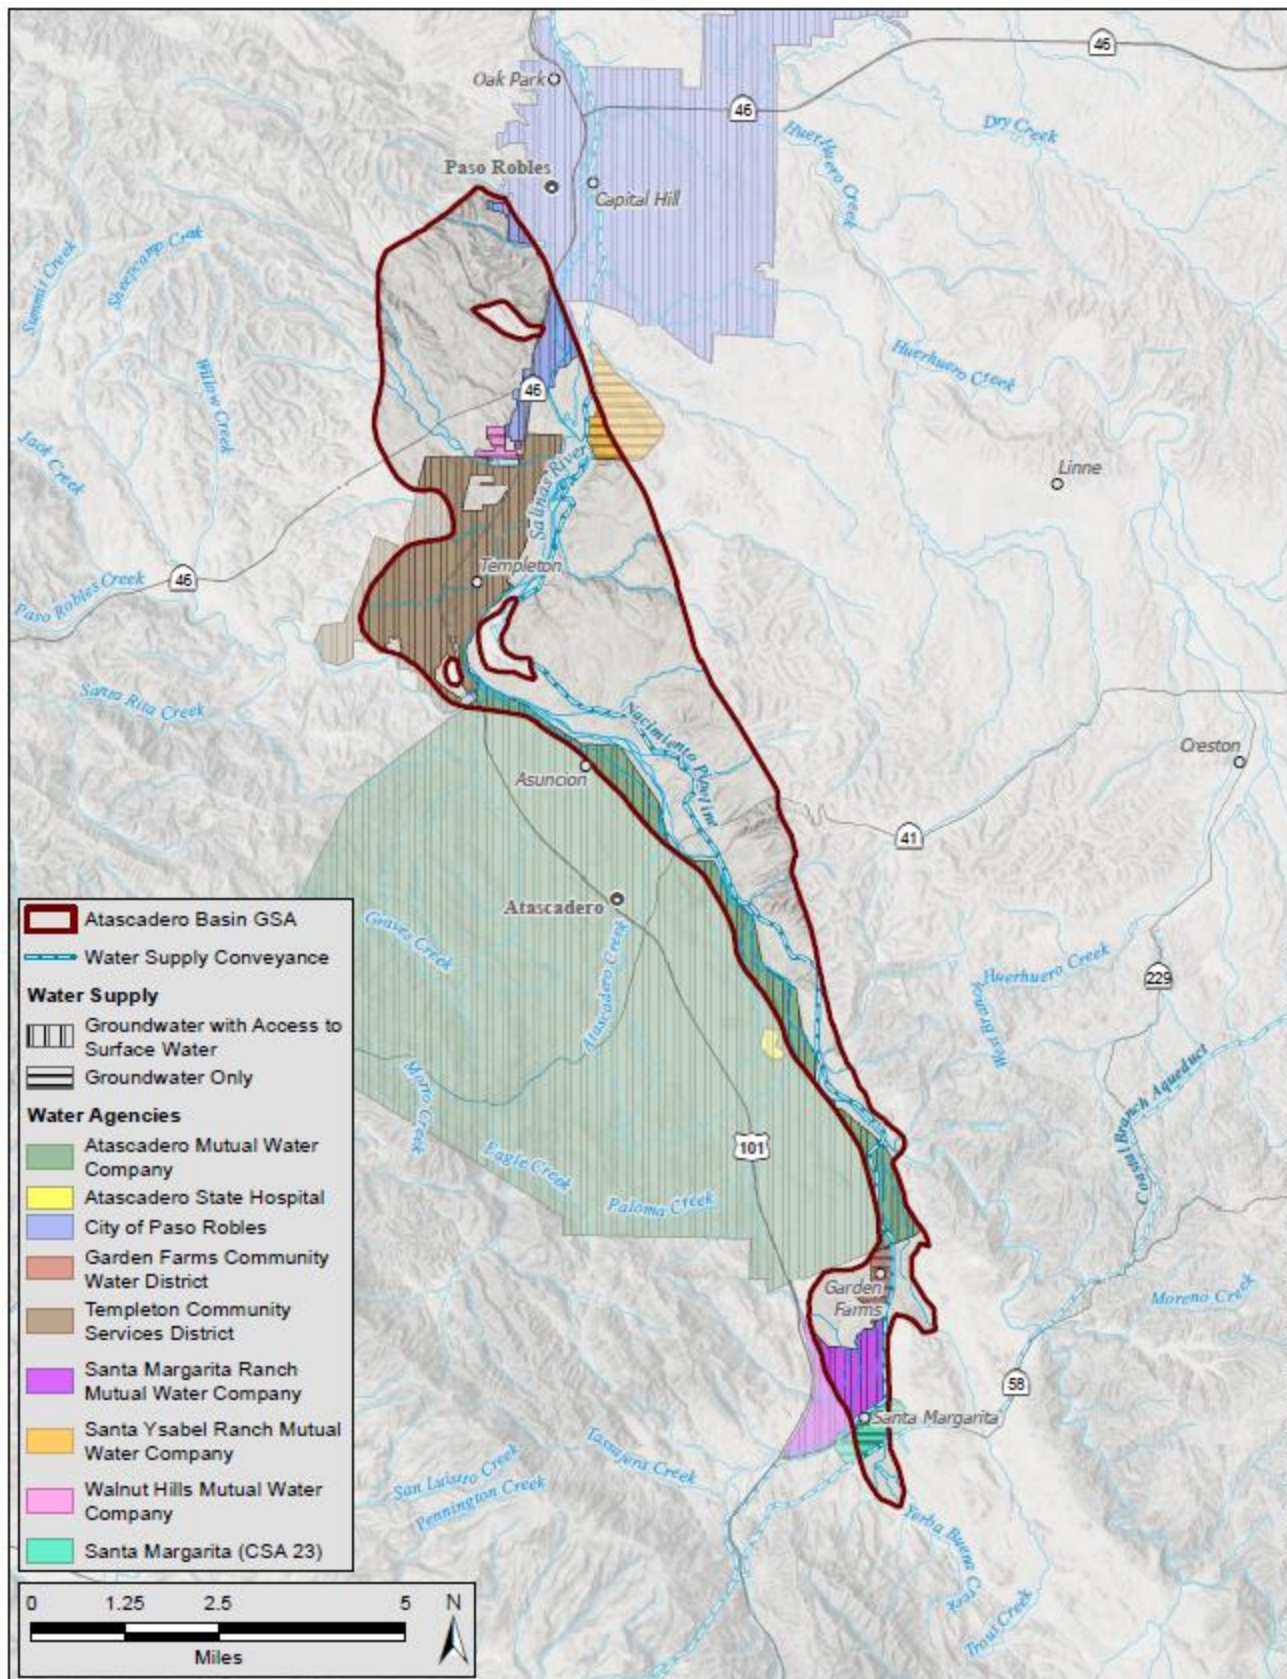 46
Oak Park
46
HuerHuero Creek
Dry Creek
Paso Robles
Capital Hill
Summit Creek
Sheepcamp Creek
Willow Creek
Jack Creek
Huerhuero Creek
46
Linne
Salinas River
Templeton
46
Paso Robles Creek
Santa Rita Creek
Nacimiento Pipeline
Creston
Asuncion
41
Atascadero
Graves Creek
Atascadero Creek
Huerhuero Creek
West Branch
229
Coastal Branch Aqueduct
Morro Creek
Eagle Creek
101
Paloma Creek
Garden
Farms
Moreno Creek
58
Santa Margarita
Tassajera Creek
San Luisito Creek
Pennington Creek
Yerba Buena Creek
Trout Creek
Atascadero Basin GSA
Water Supply Conveyance
Water Supply
Groundwater with Access to
Surface Water
Groundwater Only
Water Agencies
Atascadero Mutual Water
Company
Atascadero State Hospital
City of Paso Robles
Garden Farms Community
Water District
Templeton Community
Services District
Santa Margarita Ranch
Mutual Water Company
Santa Ysabel Ranch Mutual
Water Company
Walnut Hills Mutual Water
Company
Santa Margarita (CSA 23)
0 1.25 2.5 5
Miles
N